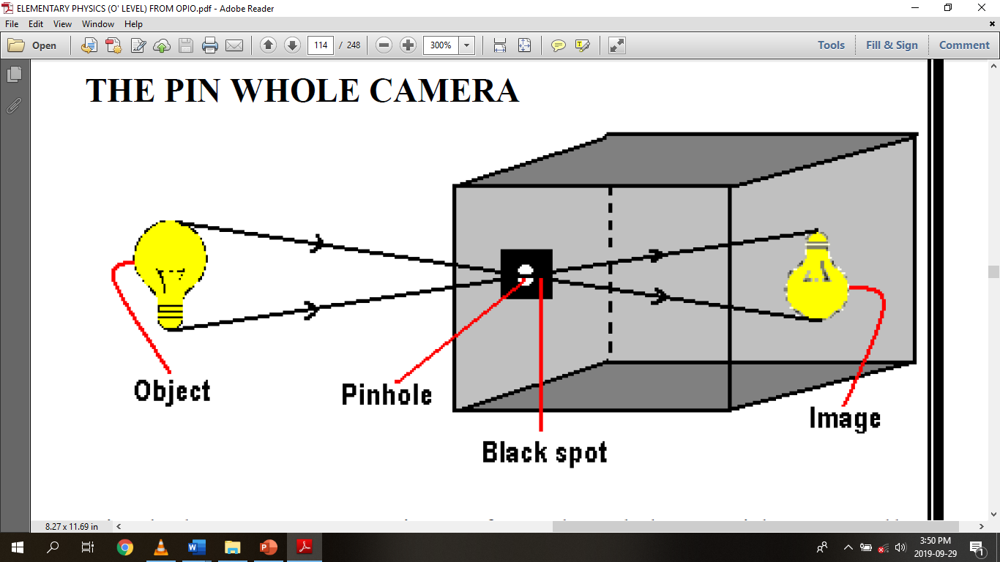 ELEMENTARY PHYSICS (O' LEVEL) FROM OPIO.pdf - Adobe Reader
File Edit View Window Help
Open 114 / 248 300% Tools Fill & Sign Comment
THE PIN WHOLE CAMERA
Object
Pinhole
Image
Black spot
8.27 x 11.69 in
3:50 PM
2019-09-29
1